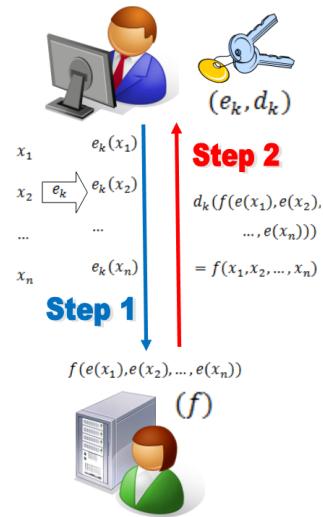 (e_k, d_k)
x_1 e_k(x_1)
Step 2
x_2 e_k e_k(x_2)
d_k(f(e(x_1), e(x_2),
... , e(x_n)))
... ...
= f(x_1, x_2, ... , x_n)
x_n e_k(x_n)
Step 1
f(e(x_1), e(x_2), ... , e(x_n))
(f)